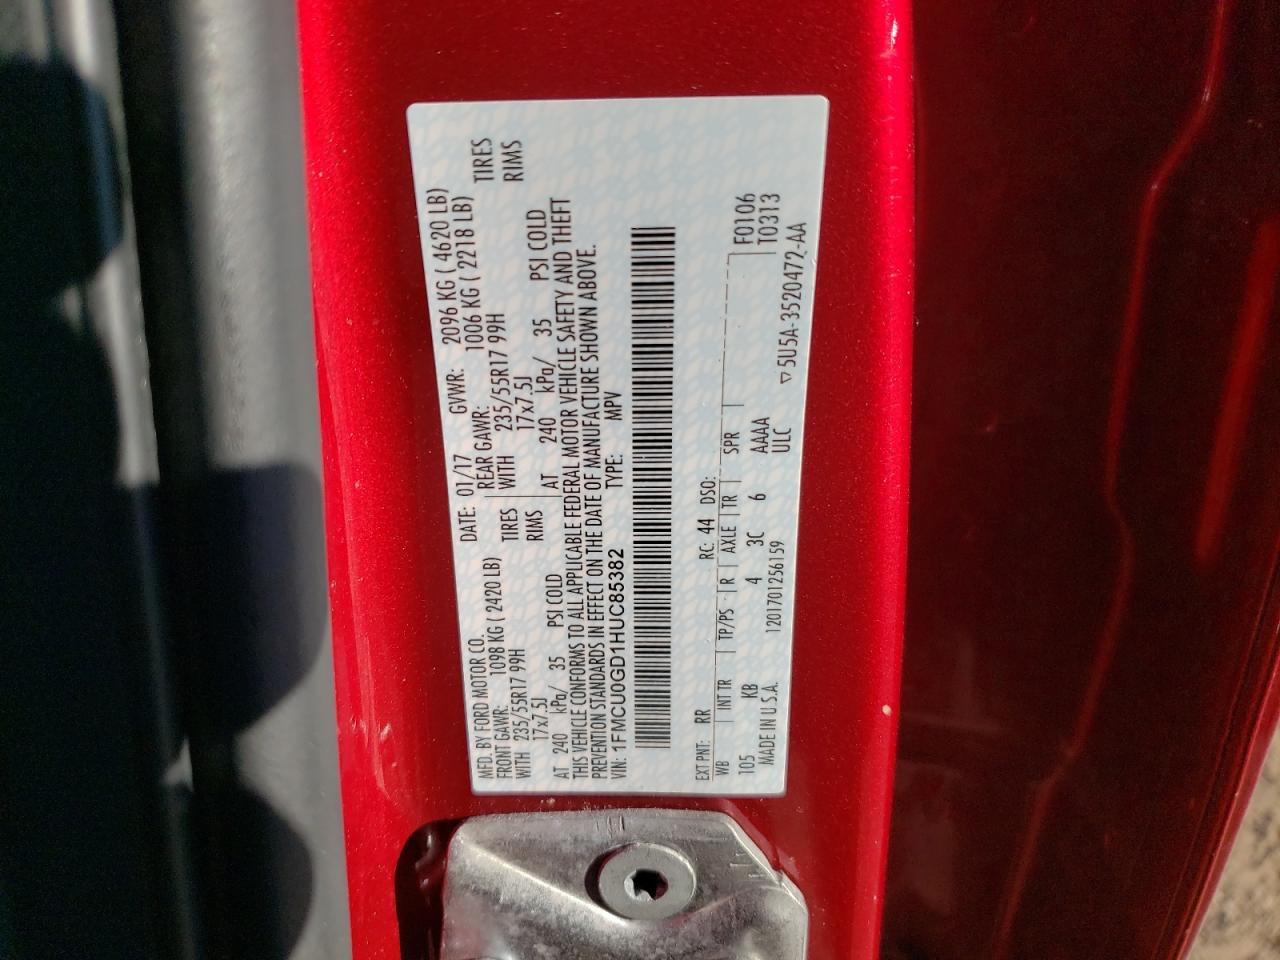 MFD. BY FORD MOTOR CO. DATE: 01/17 GVWR: 2096 KG ( 4620 LB)
FRONT GAWR: 1098 KG ( 2420 LB) REAR GAWR: 1006 KG ( 2218 LB)
WITH 235/55R17 99H TIRES WITH 235/55R17 99H TIRES
17x7.5J RIMS 17x7.5J RIMS
AT 240 kPa/ 35 PSI COLD AT 240 kPa/ 35 PSI COLD
THIS VEHICLE CONFORMS TO ALL APPLICABLE FEDERAL MOTOR VEHICLE SAFETY AND THEFT
PREVENTION STANDARDS IN EFFECT ON THE DATE OF MANUFACTURE SHOWN ABOVE.
VIN: 1FMCU0GD1HUC85382 TYPE: MPV
EXT PNT: RR RC: 44 DSO: F0106
WB INT TR TP/PS R AXLE TR SPR T0313
105 KB 4 3C 6 AAAA
MADE IN U.S.A. 1201701256159 ULC ▽5U5A-3520472-AA